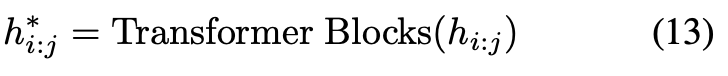 h*_{i:j} = Transformer Blocks(h_{i:j}) (13)